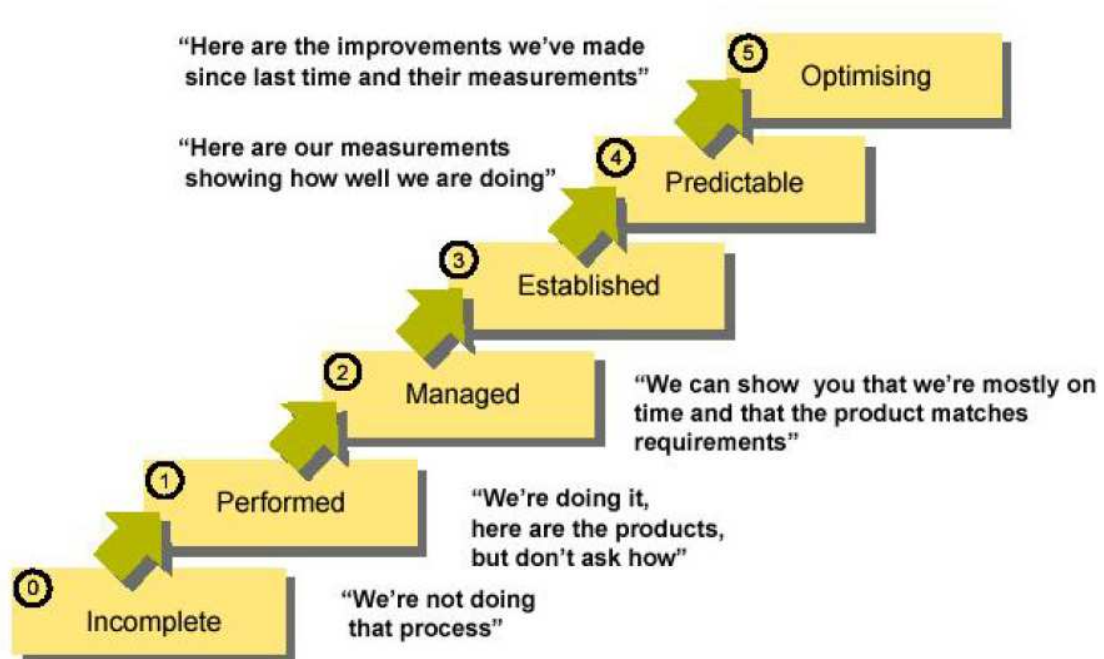 “Here are the improvements we’ve made
since last time and their measurements”
5
Optimising
“Here are our measurements
showing how well we are doing”
4
Predictable
3
Established
2
Managed
“We can show you that we’re mostly on
time and that the product matches
requirements”
1
Performed
“We’re doing it,
here are the products,
but don’t ask how”
0
Incomplete
“We’re not doing
that process”